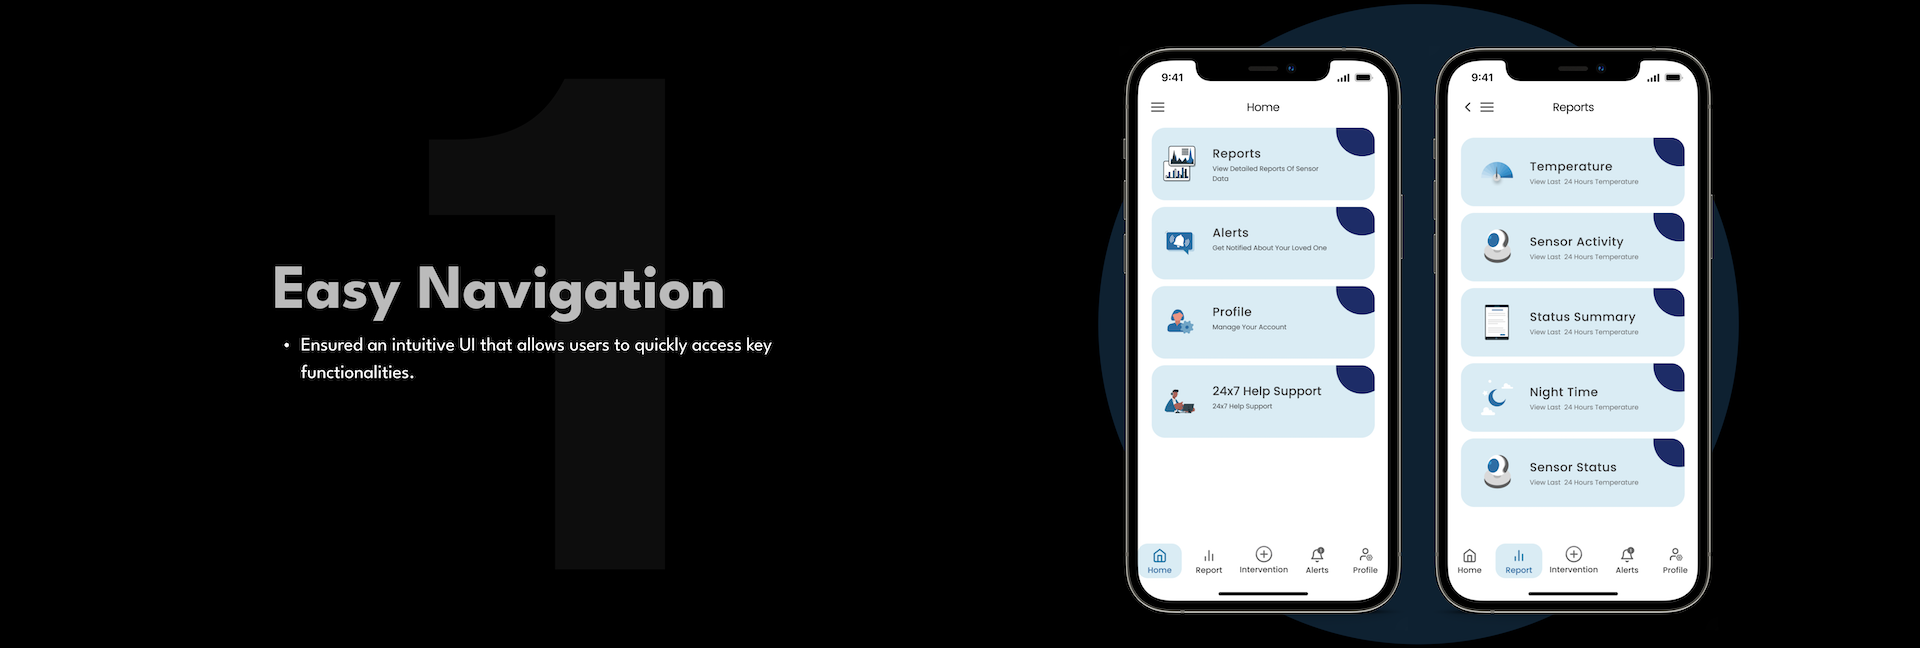 1
Easy Navigation
• Ensured an intuitive UI that allows users to quickly access key
functionalities.
9:41
Home
Reports
View Detailed Reports Of Sensor
Data
Alerts
Get Notified About Your Loved One
Profile
Manage Your Account
24x7 Help Support
24x7 Help Support
Home
Report
Intervention
Alerts
Profile
9:41
Reports
Temperature
View Last 24 Hours Temperature
Sensor Activity
View Last 24 Hours Temperature
Status Summary
View Last 24 Hours Temperature
Night Time
View Last 24 Hours Temperature
Sensor Status
View Last 24 Hours Temperature
Home
Report
Intervention
Alerts
Profile